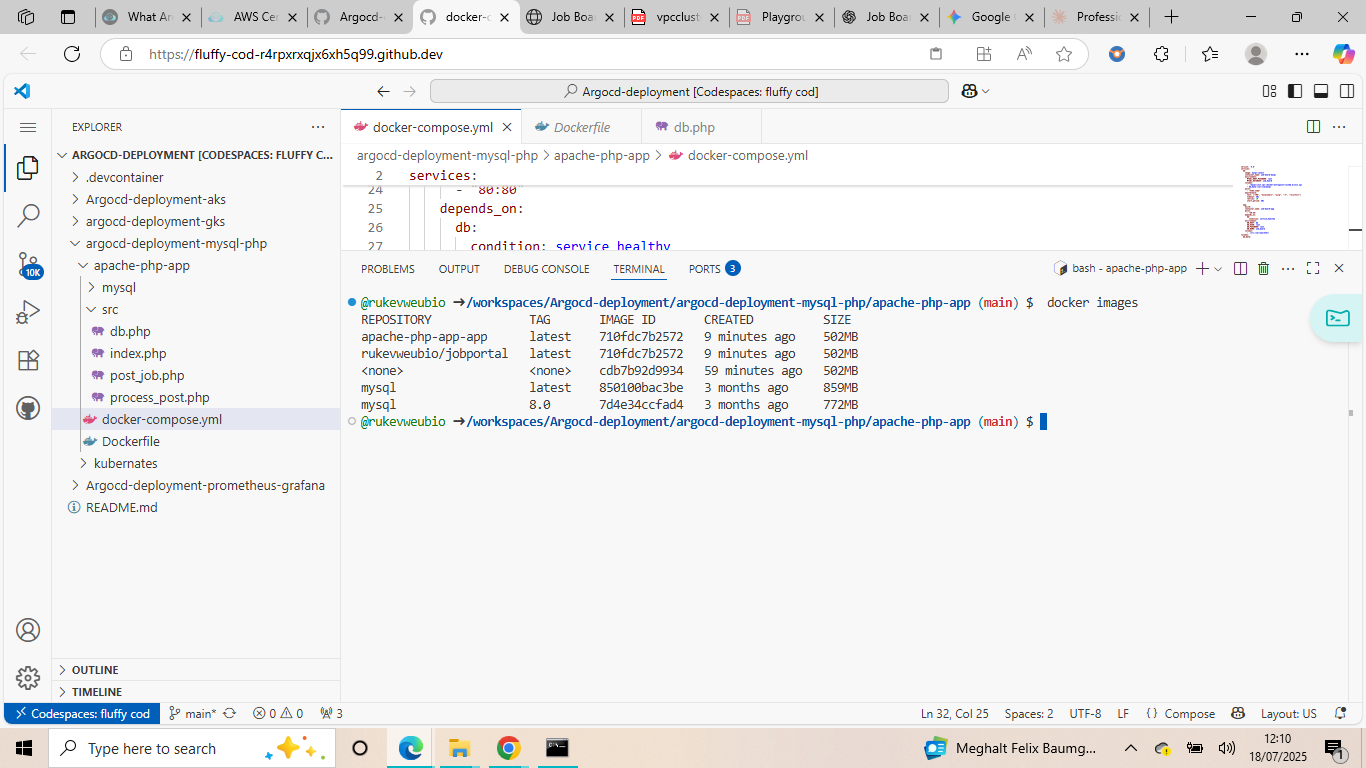 What Ar
AWS Cer
Argocd-
docker-c
Job Boa
vpcclust
Playgrou
Job Boa
Google
Professi
https://fluffy-cod-r4rpxrxqjx6xh5q99.github.dev
Argocd-deployment [Codespaces: fluffy cod]
EXPLORER
ARGOCD-DEPLOYMENT [CODESPACES: FLUFFY C...
.devcontainer
Argocd-deployment-aks
argocd-deployment-gks
argocd-deployment-mysql-php
apache-php-app
mysql
src
db.php
index.php
post_job.php
process_post.php
docker-compose.yml
Dockerfile
kubernates
Argocd-deployment-prometheus-grafana
README.md
OUTLINE
TIMELINE
10K
docker-compose.yml
Dockerfile
db.php
argocd-deployment-mysql-php > apache-php-app > docker-compose.yml
2 services:
24 - "80:80"
25 depends_on:
26 db:
27 condition: service_healthy
PROBLEMS OUTPUT DEBUG CONSOLE TERMINAL PORTS 3
bash - apache-php-app
@rukevweubio ➜/workspaces/Argocd-deployment/argocd-deployment-mysql-php/apache-php-app (main) $ docker images
REPOSITORY TAG IMAGE ID CREATED SIZE
apache-php-app-app latest 710fdc7b2572 9 minutes ago 502MB
rukevweubio/jobportal latest 710fdc7b2572 9 minutes ago 502MB
<none> <none> cdb7b92d9934 59 minutes ago 502MB
mysql latest 850100bac3be 3 months ago 859MB
mysql 8.0 7d4e34ccfad4 3 months ago 772MB
@rukevweubio ➜/workspaces/Argocd-deployment/argocd-deployment-mysql-php/apache-php-app (main) $
Codespaces: fluffy cod
main*
0 0
3
Ln 32, Col 25
Spaces: 2
UTF-8
LF
{ } Compose
Layout: US
Type here to search
Meghalt Felix Baumg...
12:10
18/07/2025
1